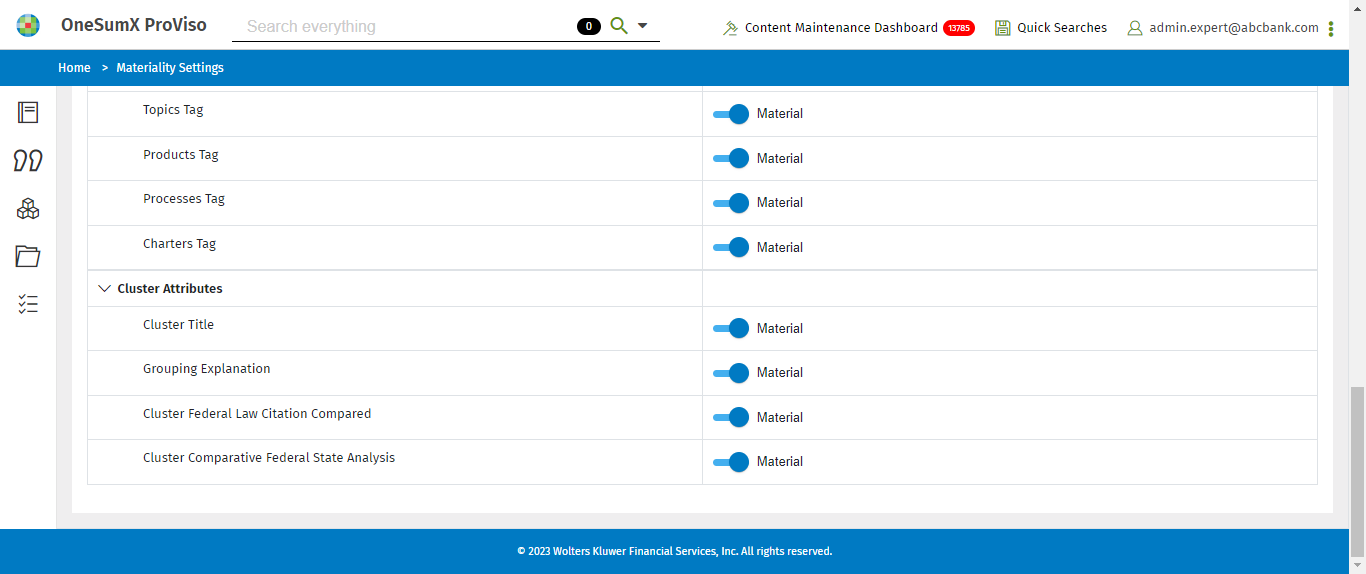 OneSumX ProViso
Search everything
0
Content Maintenance Dashboard 13785
Quick Searches
admin.expert@abcbank.com
Home > Materiality Settings
Topics Tag Material
Products Tag Material
Processes Tag Material
Charters Tag Material
Cluster Attributes
Cluster Title Material
Grouping Explanation Material
Cluster Federal Law Citation Compared Material
Cluster Comparative Federal State Analysis Material
© 2023 Wolters Kluwer Financial Services, Inc. All rights reserved.